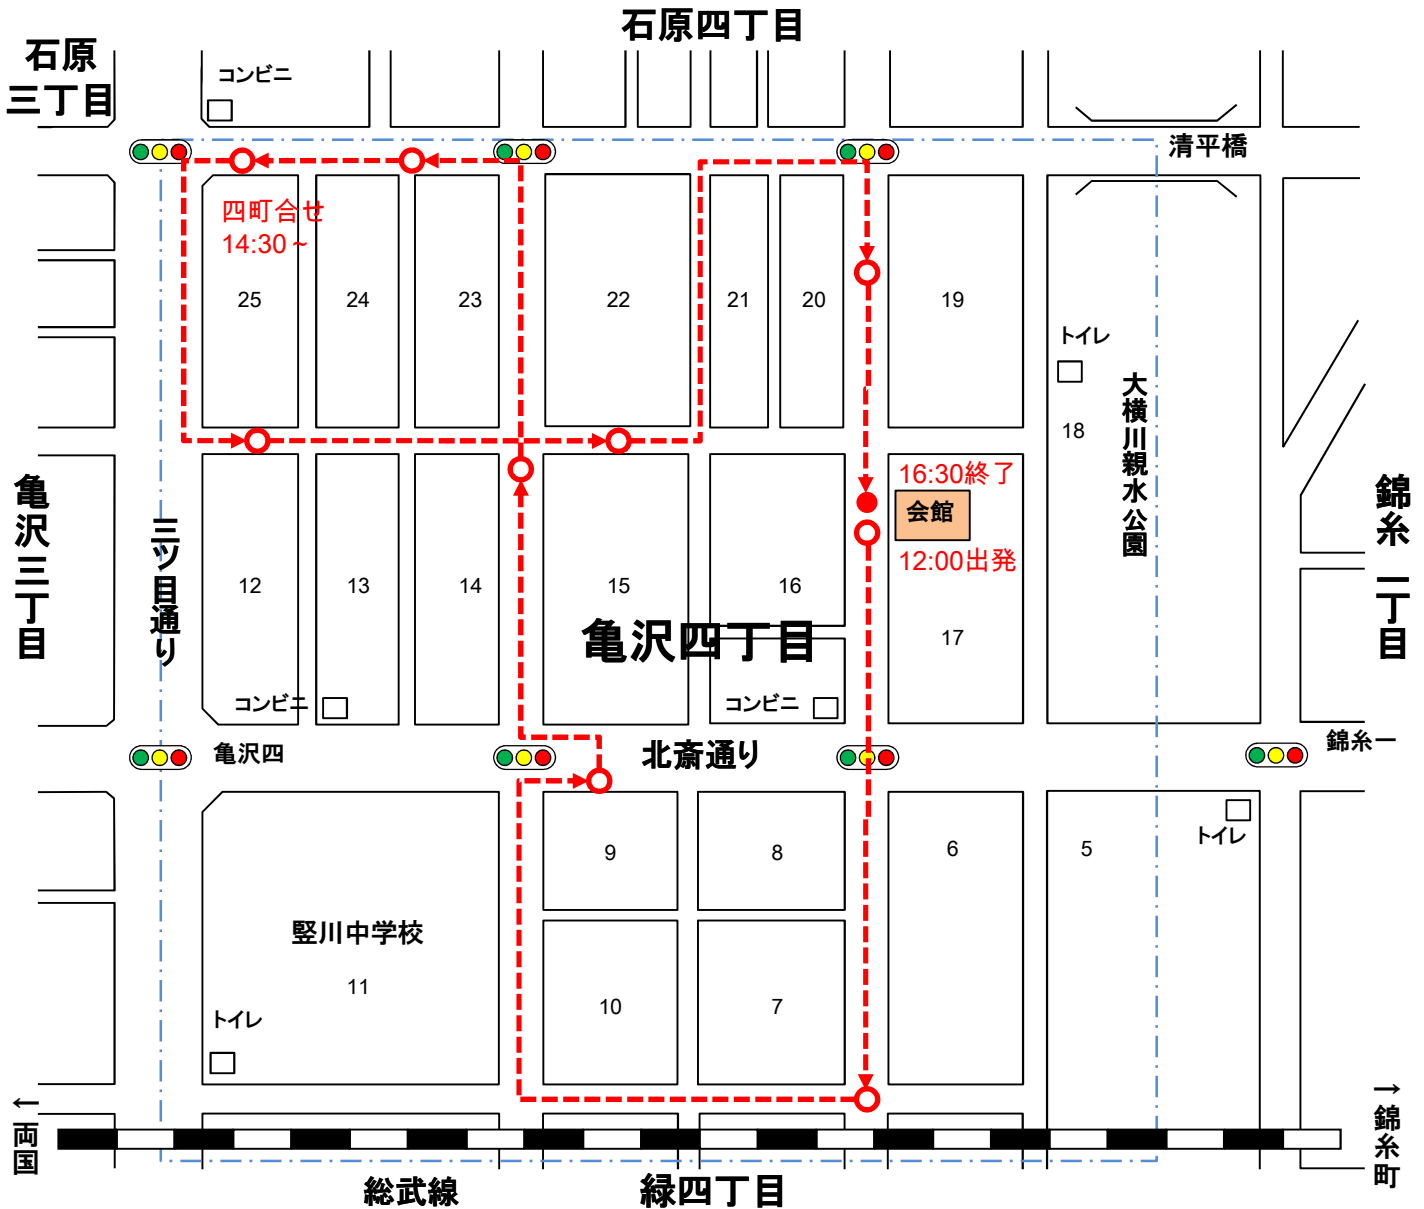 石原四丁目
石原
三丁目
コンビニ
清平橋
四町合せ
14:30～
25
24
23
22
21
20
19
トイレ
18
大横川親水公園
亀沢三丁目
三ツ目通り
16:30終了
会館
12:00出発
錦糸一丁目
12
13
14
15
16
17
亀沢四丁目
コンビニ
コンビニ
亀沢四
北斎通り
錦糸一
トイレ
9
8
6
5
竪川中学校
11
10
7
トイレ
←両国
→錦糸町
総武線
緑四丁目